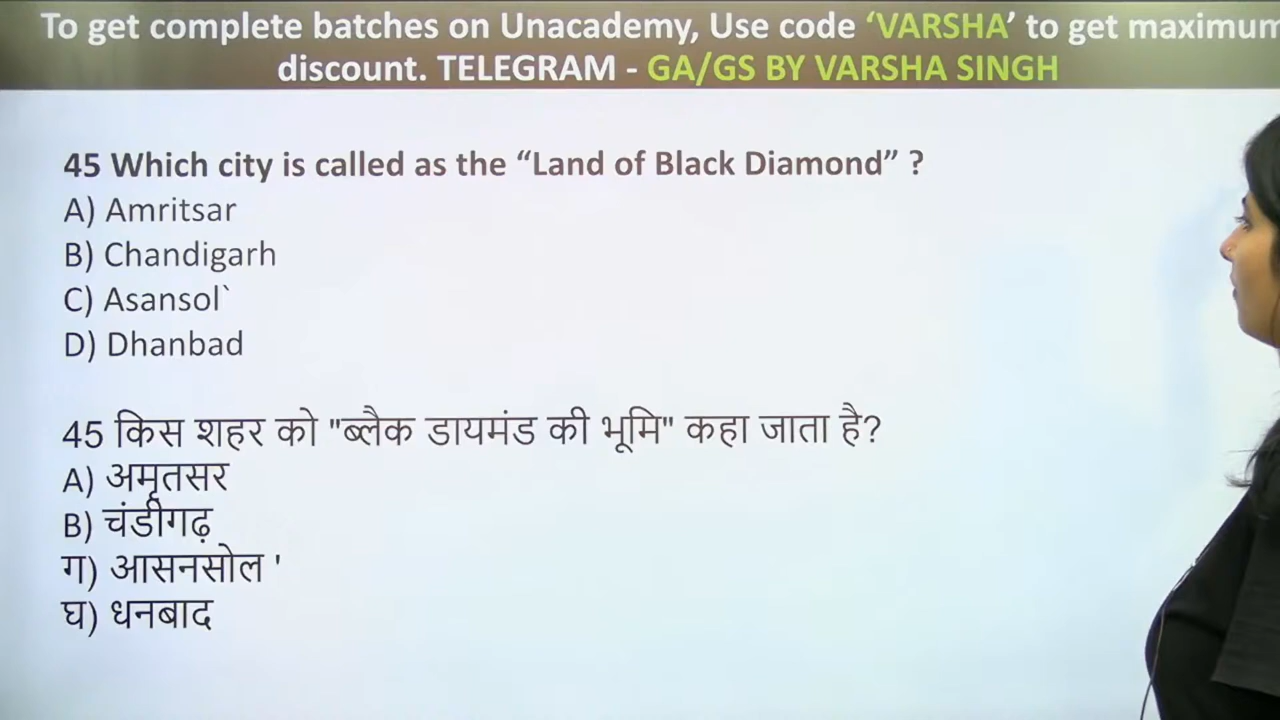 To get complete batches on Unacademy, Use code ‘VARSHA’ to get maximum
discount. TELEGRAM - GA/GS BY VARSHA SINGH
45 Which city is called as the “Land of Black Diamond” ?
A) Amritsar
B) Chandigarh
C) Asansol`
D) Dhanbad
45 किस शहर को "ब्लैक डायमंड की भूमि" कहा जाता है?
A) अमृतसर
B) चंडीगढ़
ग) आसनसोल '
घ) धनबाद